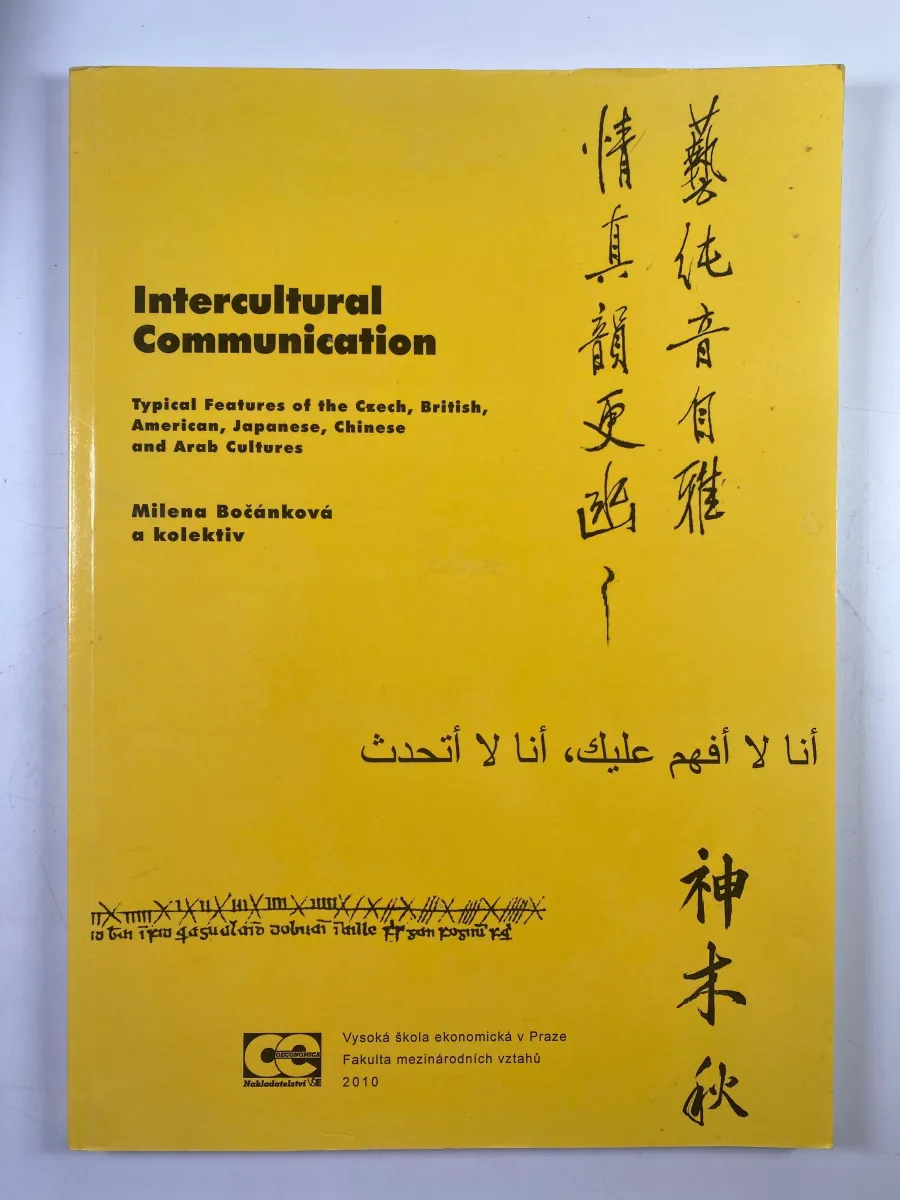 藝純音自雅
情真韻更幽
Intercultural
Communication
Typical Features of the Czech, British,
American, Japanese, Chinese
and Arab Cultures
Milena Bočánková
a kolektiv
أنا لا أفهم عليك، أنا لا أتحدث
神木秋
OECONOMICA
Nakladatelství VŠE
Vysoká škola ekonomická v Praze
Fakulta mezinárodních vztahů
2010